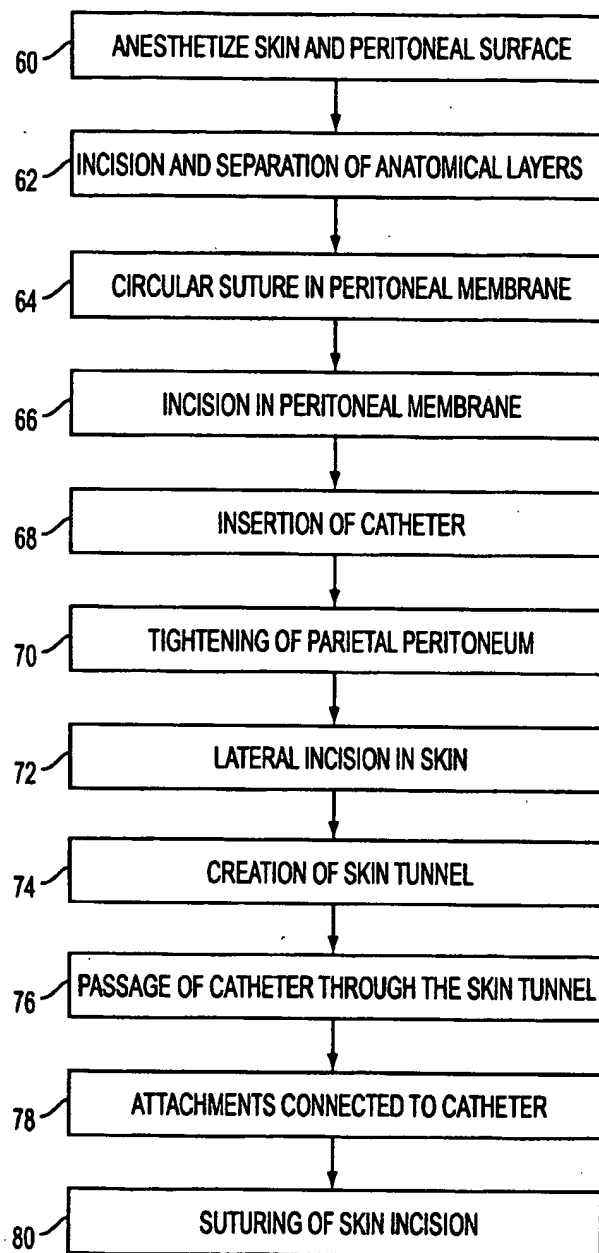 60 ANESTHETIZE SKIN AND PERITONEAL SURFACE
62 INCISION AND SEPARATION OF ANATOMICAL LAYERS
64 CIRCULAR SUTURE IN PERITONEAL MEMBRANE
66 INCISION IN PERITONEAL MEMBRANE
68 INSERTION OF CATHETER
70 TIGHTENING OF PARIETAL PERITONEUM
72 LATERAL INCISION IN SKIN
74 CREATION OF SKIN TUNNEL
76 PASSAGE OF CATHETER THROUGH THE SKIN TUNNEL
78 ATTACHMENTS CONNECTED TO CATHETER
80 SUTURING OF SKIN INCISION